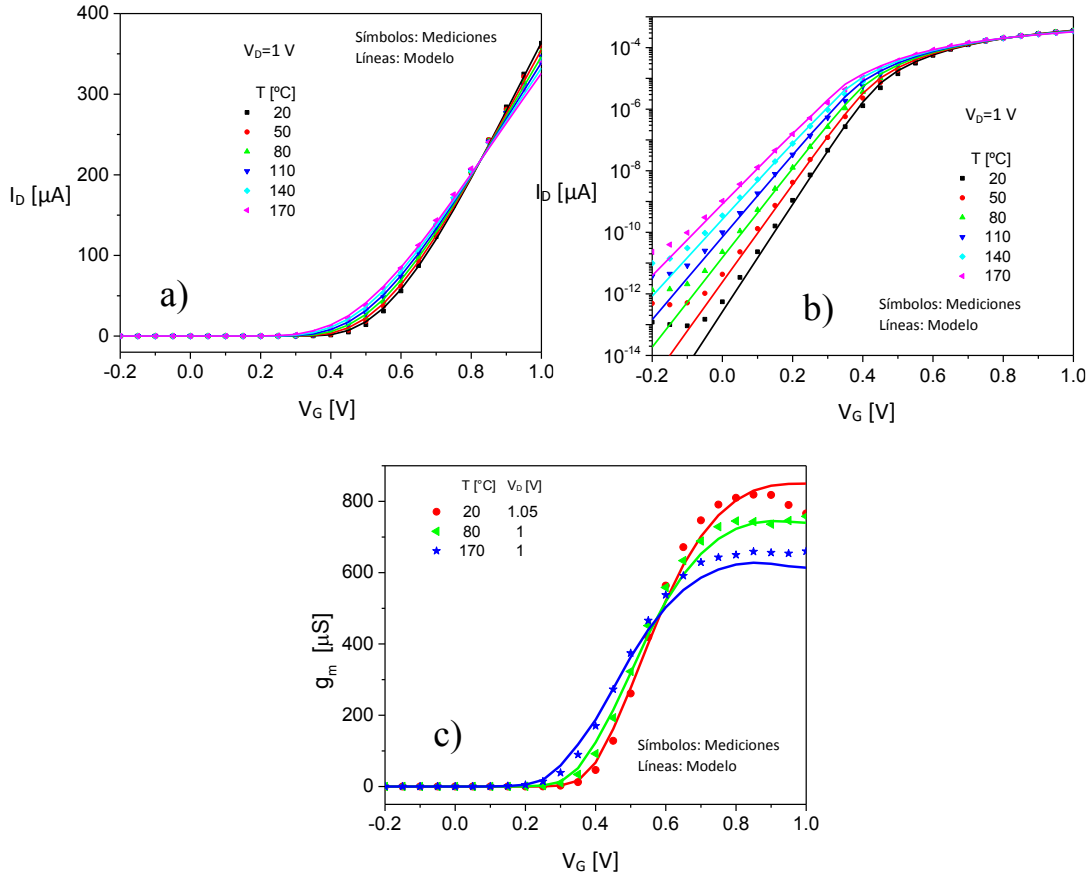 400
300
200
100
0
I_D [µA]
V_D=1 V
T [ºC]
20
50
80
110
140
170
Símbolos: Mediciones
Líneas: Modelo
a)
-0.2 0.0 0.2 0.4 0.6 0.8 1.0
V_G [V]
10^-4
10^-6
10^-8
10^-10
10^-12
10^-14
I_D [µA]
V_D=1 V
T [ºC]
20
50
80
110
140
170
b)
Símbolos: Mediciones
Líneas: Modelo
-0.2 0.0 0.2 0.4 0.6 0.8 1.0
V_G [V]
800
600
400
200
0
g_m [µS]
T [°C] V_D [V]
20 1.05
80 1
170 1
c)
Símbolos: Mediciones
Líneas: Modelo
-0.2 0.0 0.2 0.4 0.6 0.8 1.0
V_G [V]